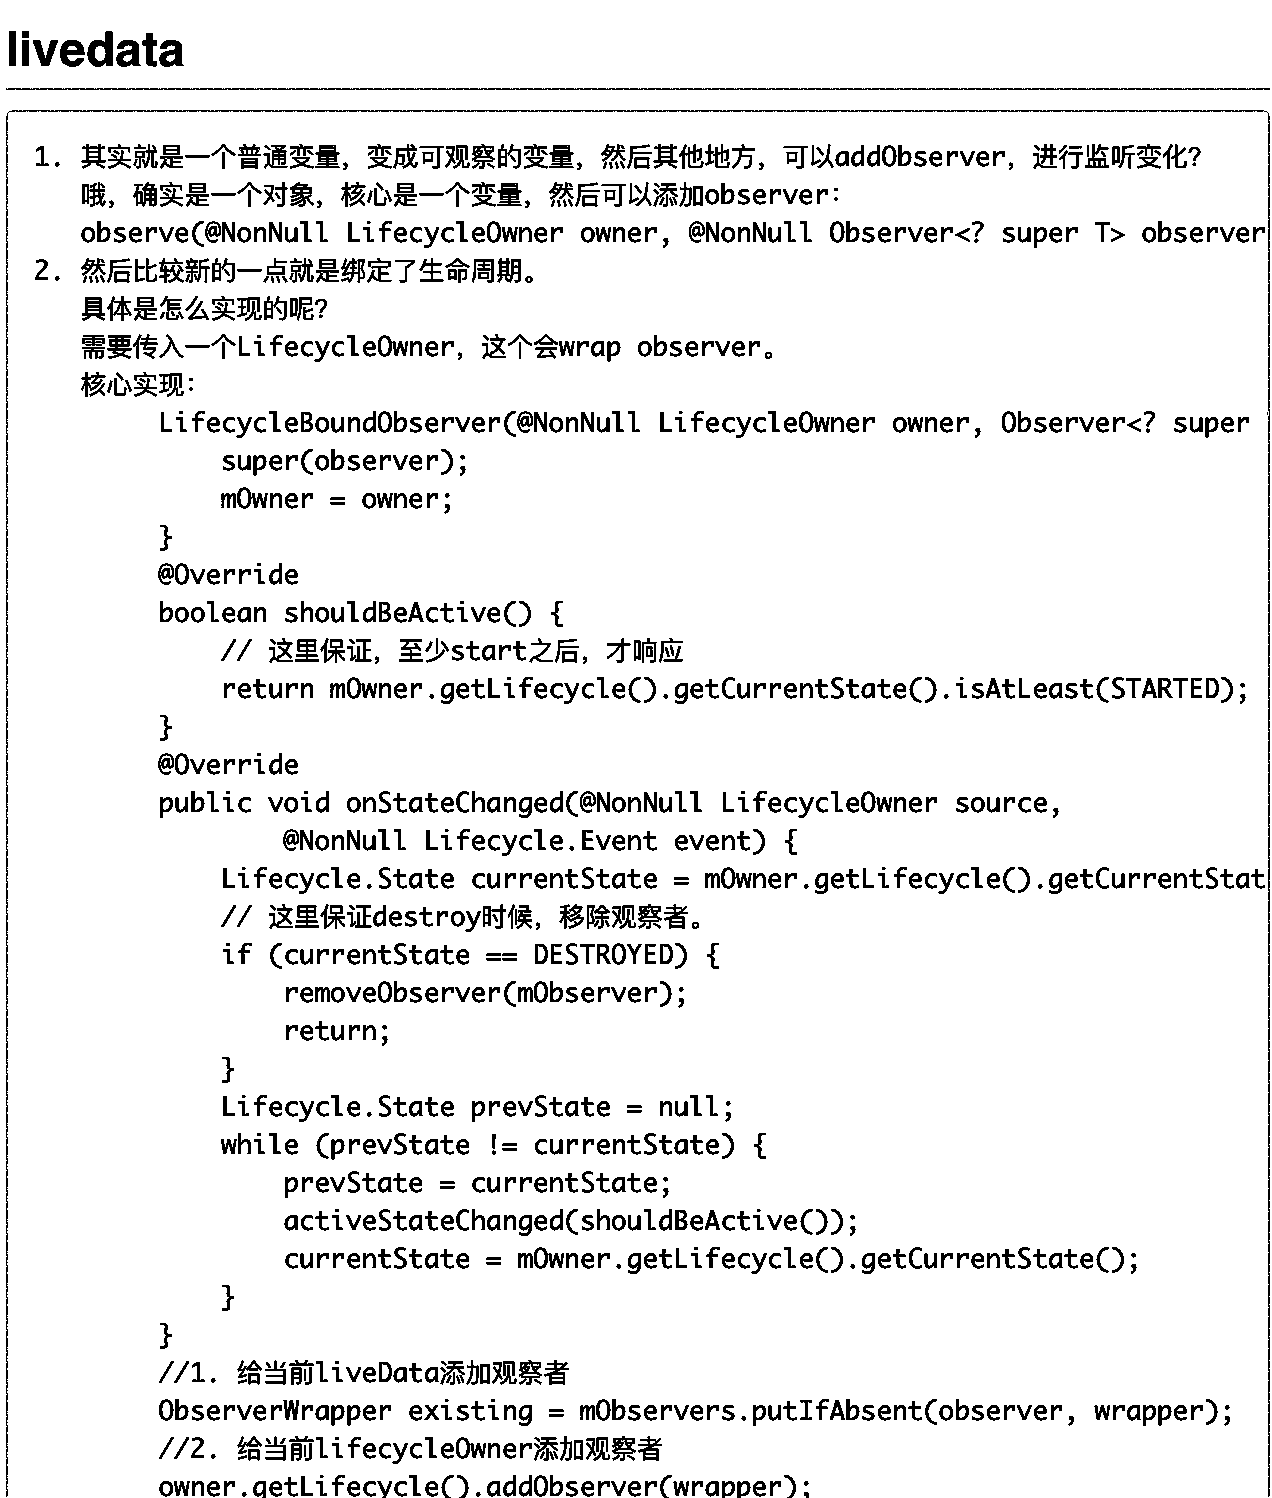 livedata
1. 其实就是一个普通变量，变成可观察的变量，然后其他地方，可以addObserver，进行监听变化？
哦，确实是一个对象，核心是一个变量，然后可以添加observer：
observe(@NonNull LifecycleOwner owner, @NonNull Observer<? super T> observer
2. 然后比较新的一点就是绑定了生命周期。
具体是怎么实现的呢？
需要传入一个LifecycleOwner，这个会wrap observer。
核心实现：
LifecycleBoundObserver(@NonNull LifecycleOwner owner, Observer<? super
super(observer);
mOwner = owner;
}
@Override
boolean shouldBeActive() {
// 这里保证，至少start之后，才响应
return mOwner.getLifecycle().getCurrentState().isAtLeast(STARTED);
}
@Override
public void onStateChanged(@NonNull LifecycleOwner source,
@NonNull Lifecycle.Event event) {
Lifecycle.State currentState = mOwner.getLifecycle().getCurrentStat
// 这里保证destroy时候，移除观察者。
if (currentState == DESTROYED) {
removeObserver(mObserver);
return;
}
Lifecycle.State prevState = null;
while (prevState != currentState) {
prevState = currentState;
activeStateChanged(shouldBeActive());
currentState = mOwner.getLifecycle().getCurrentState();
}
}
//1. 给当前liveData添加观察者
ObserverWrapper existing = mObservers.putIfAbsent(observer, wrapper);
//2. 给当前lifecycleOwner添加观察者
owner.getLifecycle().addObserver(wrapper);